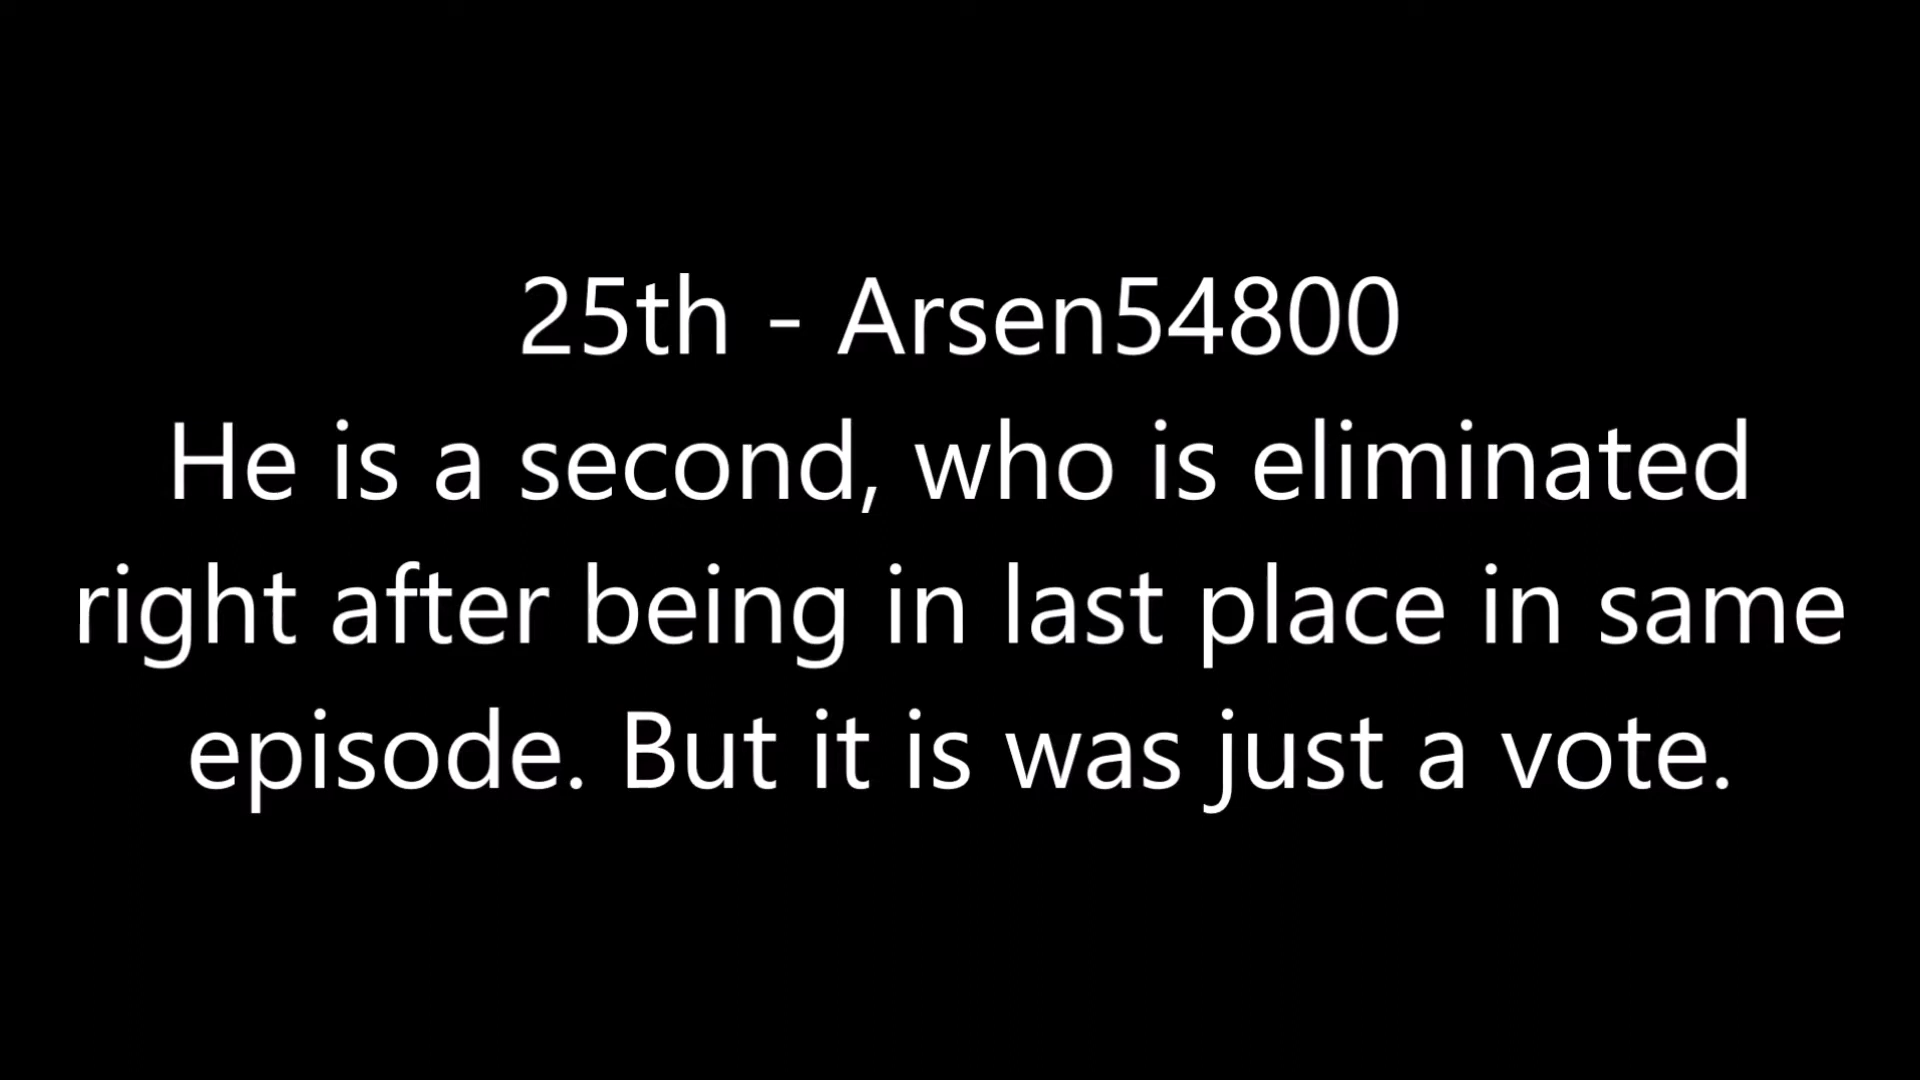 25th - Arsen54800
He is a second, who is eliminated
right after being in last place in same
episode. But it is was just a vote.